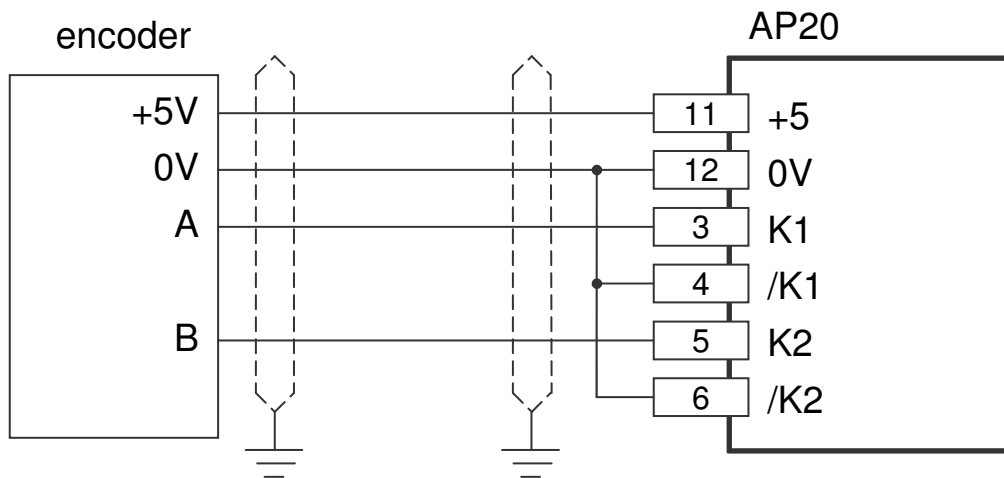 AP20
encoder
+5V 11 +5
0V 12 0V
A 3 K1
4 /K1
B 5 K2
6 /K2